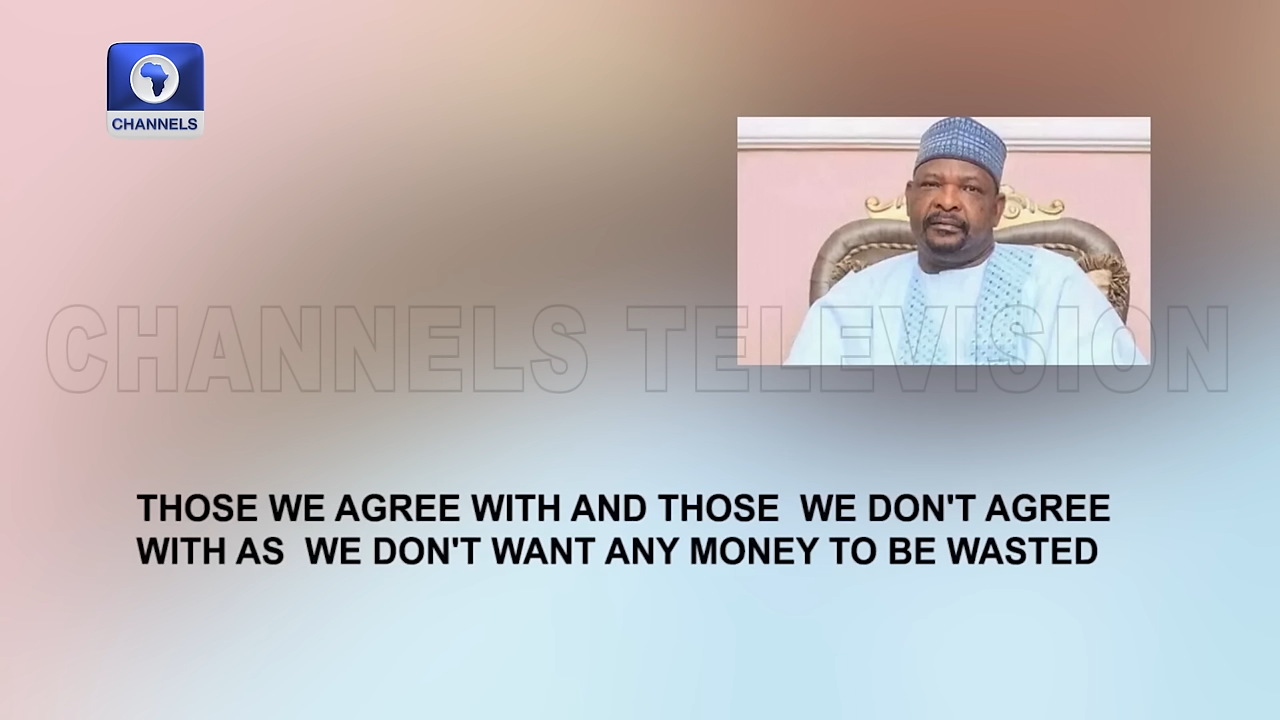 CHANNELS
CHANNELS TELEVISION
THOSE WE AGREE WITH AND THOSE  WE DON'T AGREE
WITH AS  WE DON'T WANT ANY MONEY TO BE WASTED